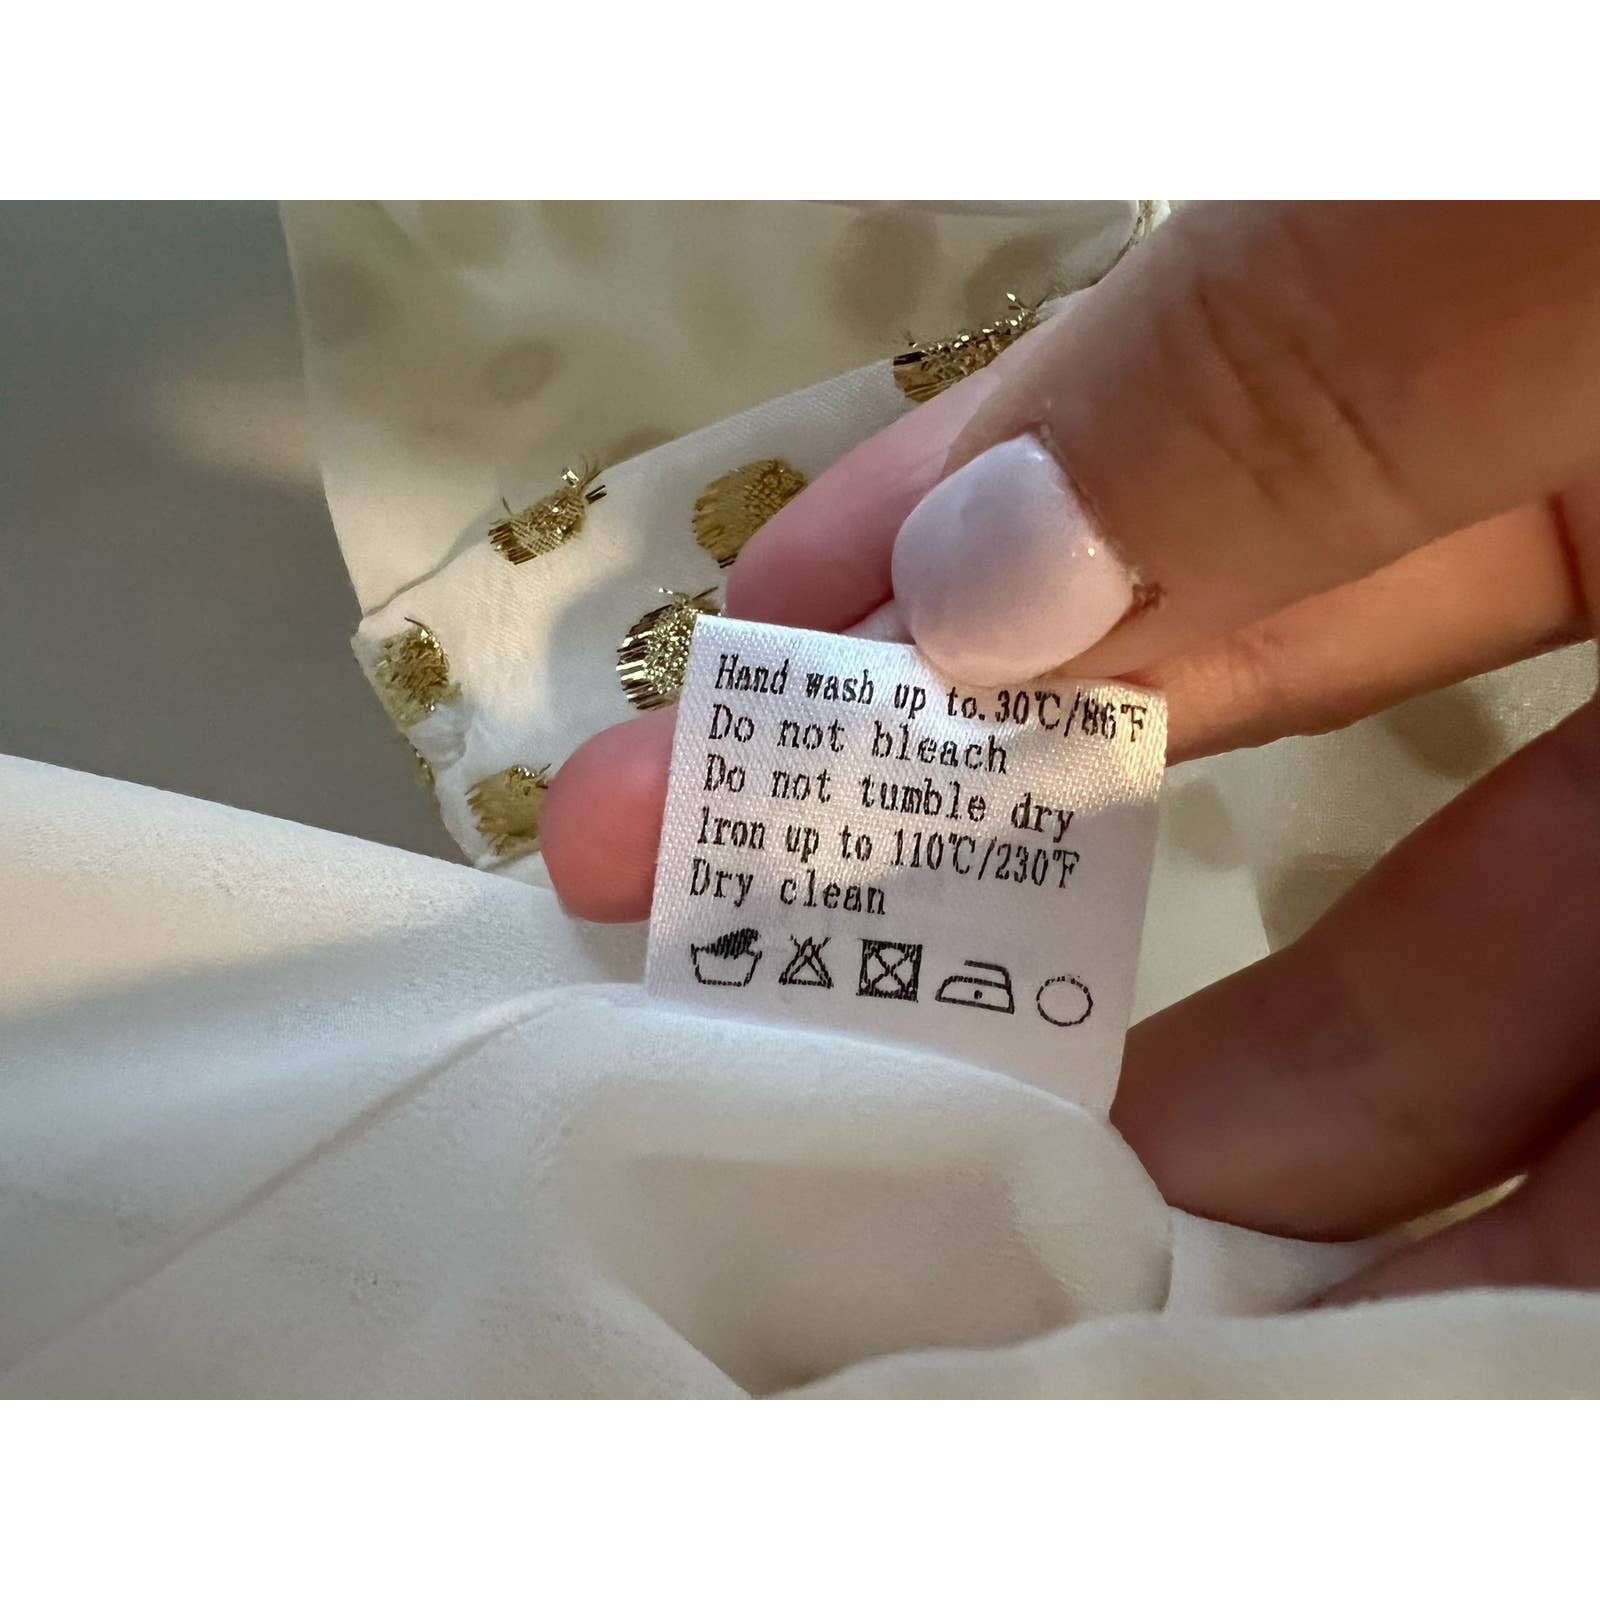 Hand wash up to.30℃/86℉
Do not bleach
Do not tumble dry
Iron up to 110℃/230℉
Dry clean